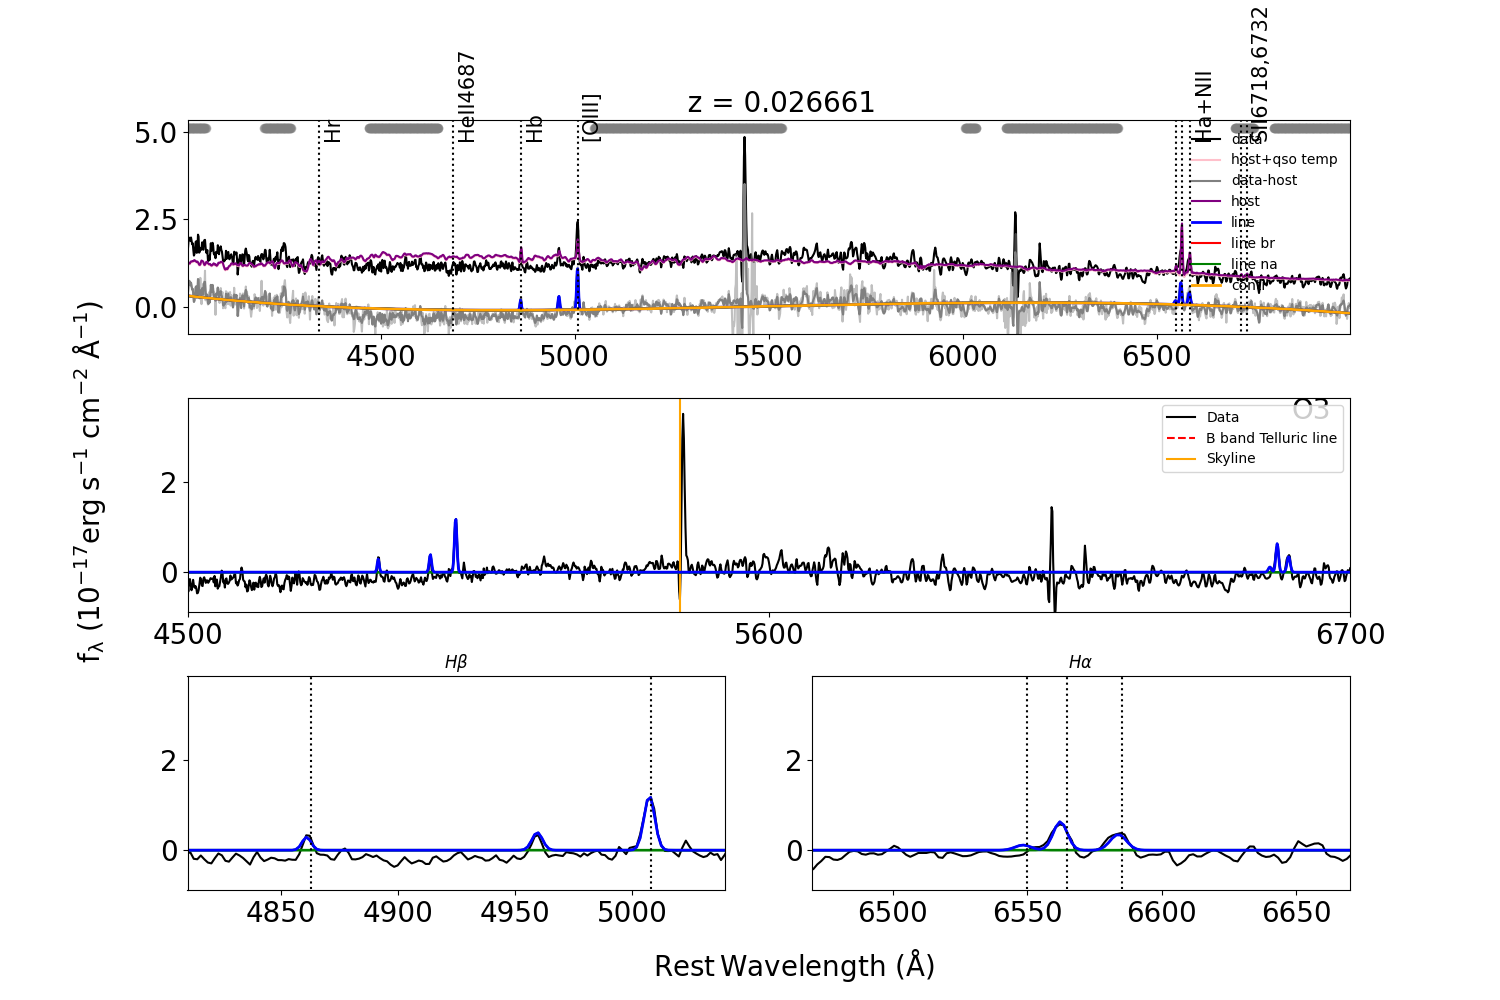 z = 0.026661
Hr
HeII4687
Hb
[OIII]
Ha+NII
SII6718,6732
5.0
2.5
0.0
data
host+qso temp
data-host
host
line
line br
line na
conti
4500
5000
5500
6000
6500
fλ (10⁻¹⁷erg s⁻¹ cm⁻² Å⁻¹)
O3
2
0
Data
B band Telluric line
Skyline
4500
5600
6700
Hβ
2
0
4850
4900
4950
5000
Hα
2
0
6500
6550
6600
6650
Rest Wavelength (Å)